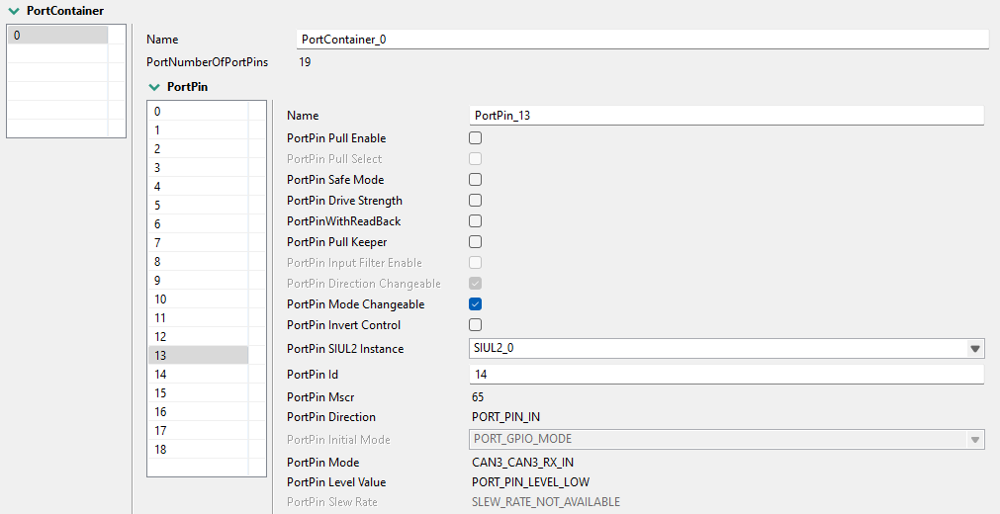 PortContainer
0
Name PortContainer_0
PortNumberOfPortPins 19
PortPin
0
1
2
3
4
5
6
7
8
9
10
11
12
13
14
15
16
17
18
Name PortPin_13
PortPin Pull Enable
PortPin Pull Select
PortPin Safe Mode
PortPin Drive Strength
PortPinWithReadBack
PortPin Pull Keeper
PortPin Input Filter Enable
PortPin Direction Changeable
PortPin Mode Changeable
PortPin Invert Control
PortPin SIUL2 Instance SIUL2_0
PortPin Id 14
PortPin Mscr 65
PortPin Direction PORT_PIN_IN
PortPin Initial Mode PORT_GPIO_MODE
PortPin Mode CAN3_CAN3_RX_IN
PortPin Level Value PORT_PIN_LEVEL_LOW
PortPin Slew Rate SLEW_RATE_NOT_AVAILABLE